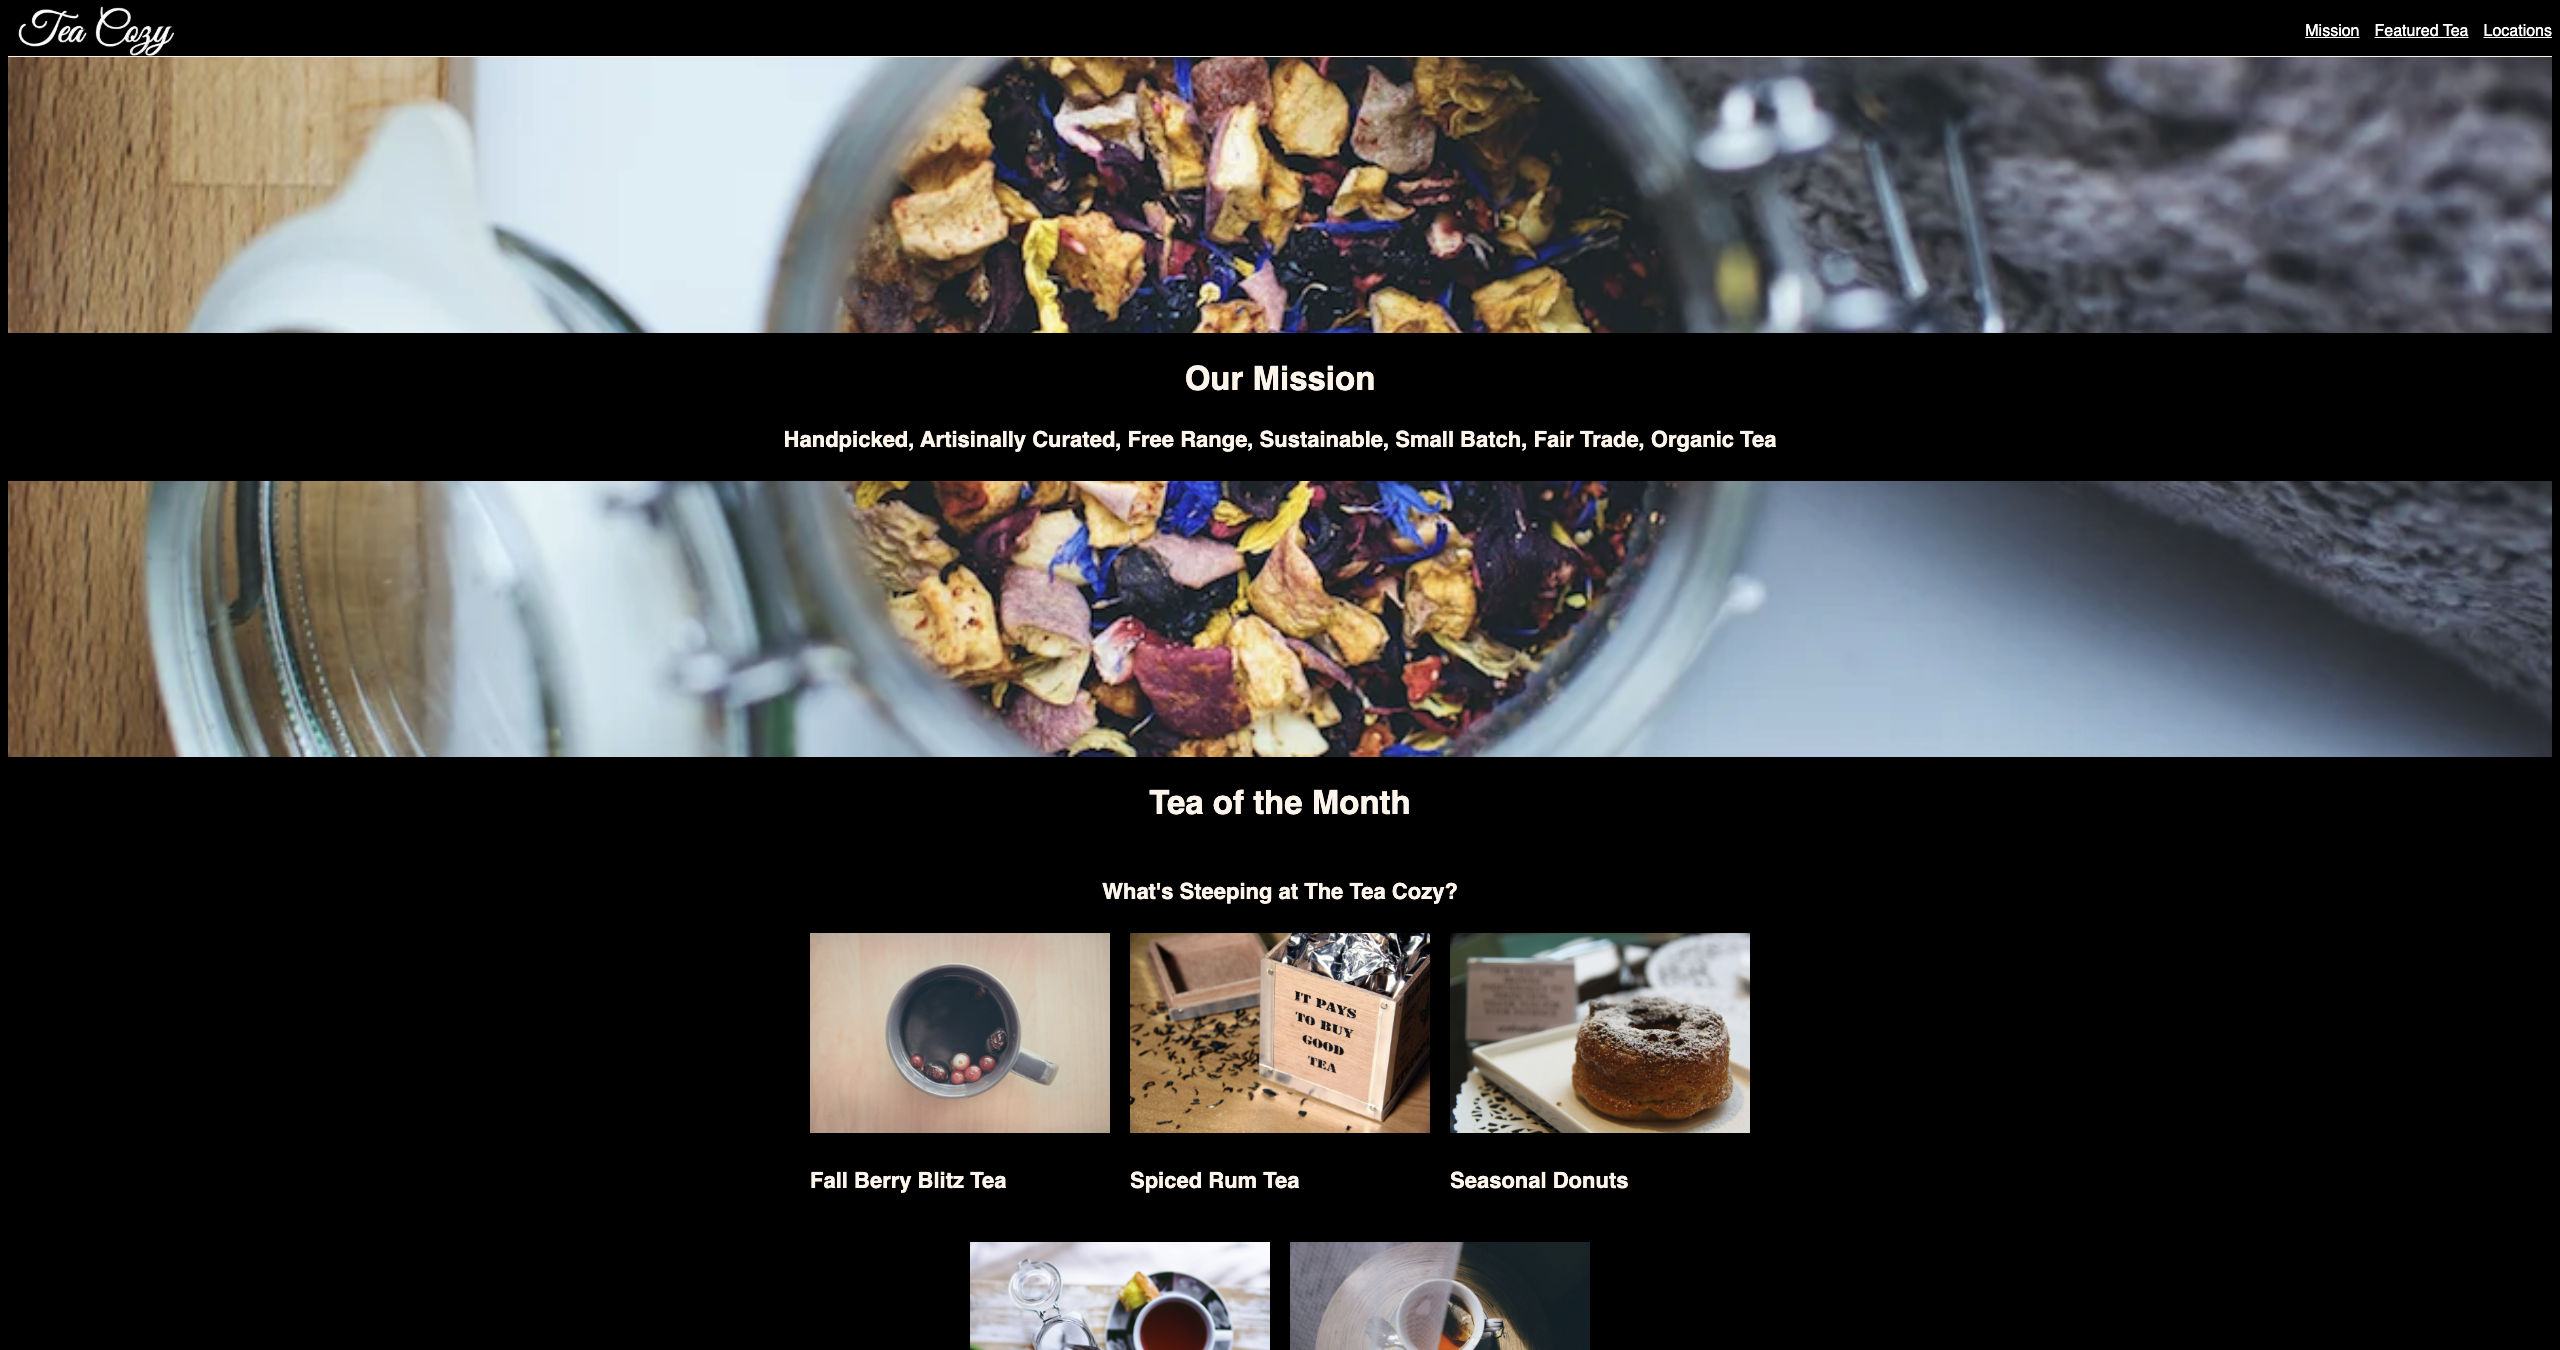 Tea Cozy
Mission Featured Tea Locations
Our Mission
Handpicked, Artisinally Curated, Free Range, Sustainable, Small Batch, Fair Trade, Organic Tea
Tea of the Month
What's Steeping at The Tea Cozy?
IT PAYS
TO BUY
GOOD
TEA
Fall Berry Blitz Tea
Spiced Rum Tea
Seasonal Donuts